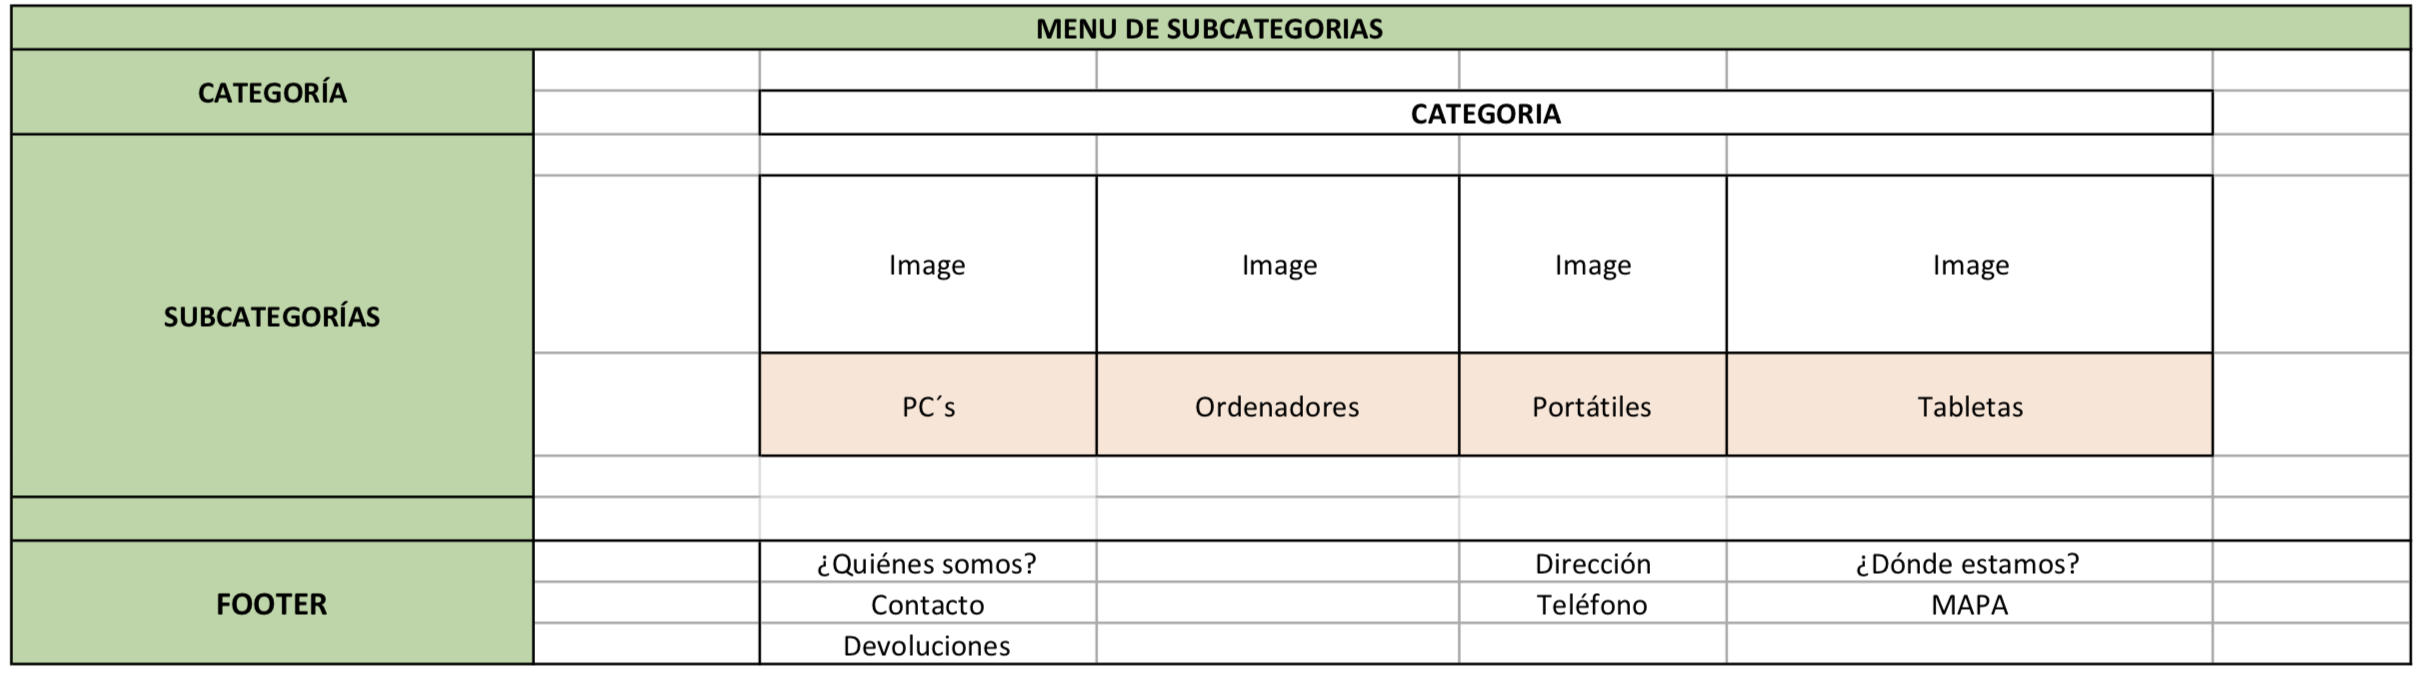 MENU DE SUBCATEGORIAS
CATEGORÍA
CATEGORIA
SUBCATEGORÍAS
Image Image Image Image
PC´s Ordenadores Portátiles Tabletas
FOOTER
¿Quiénes somos? Dirección ¿Dónde estamos?
Contacto Teléfono MAPA
Devoluciones